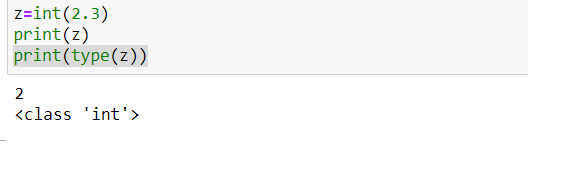 z=int(2.3)
print(z)
print(type(z))
2
<class 'int'>